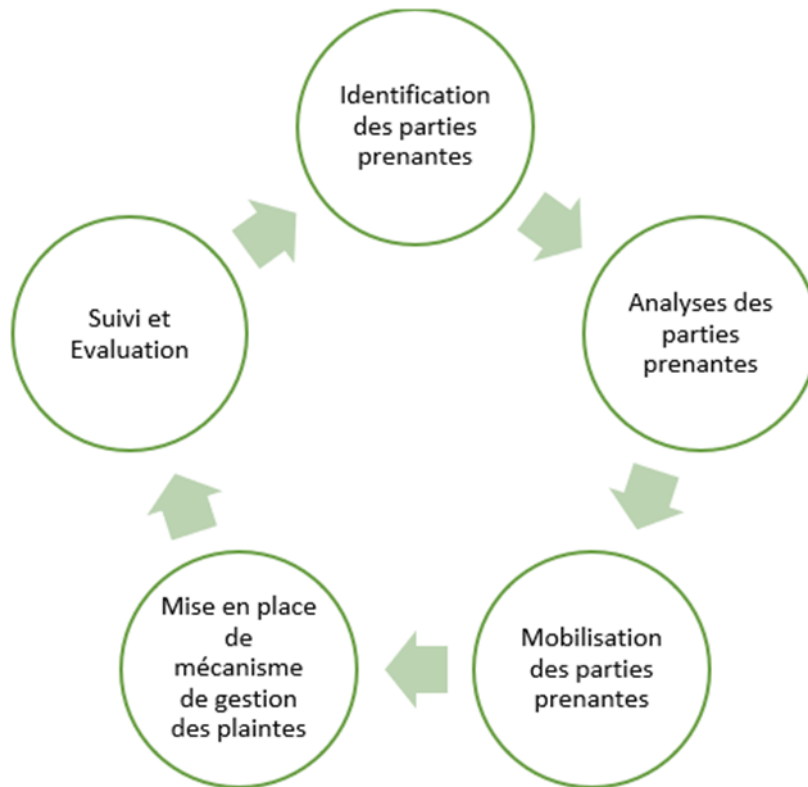 Identification
des parties
prenantes
Analyses des
parties
prenantes
Mobilisation
des parties
prenantes
Mise en place
de
mécanisme
de gestion
des plaintes
Suivi et
Evaluation